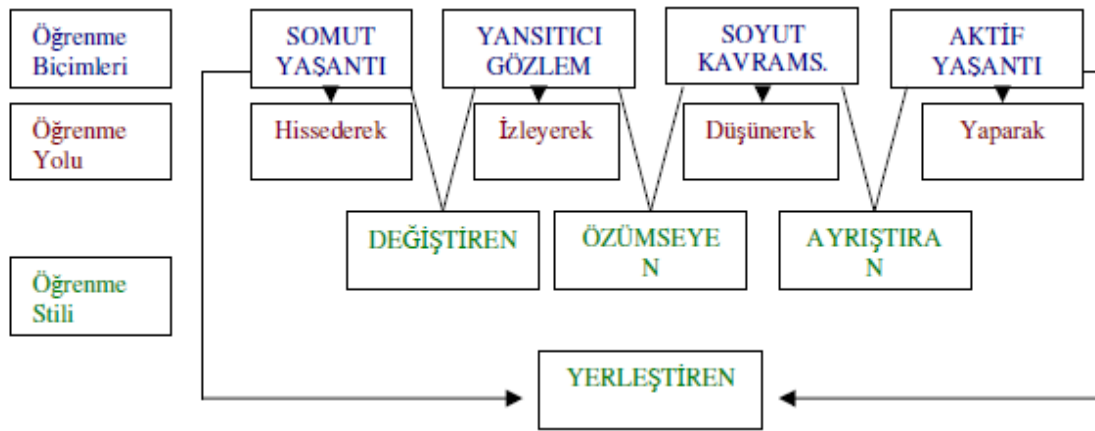 Öğrenme
Biçimleri
SOMUT
YAŞANTI
YANSITICI
GÖZLEM
SOYUT
KAVRAMS.
AKTİF
YAŞANTI
Öğrenme
Yolu
Hissederek
İzleyerek
Düşünerek
Yaparak
DEĞİŞTİREN
ÖZÜMSEYE
N
AYRIŞTIRA
N
Öğrenme
Stili
YERLEŞTİREN